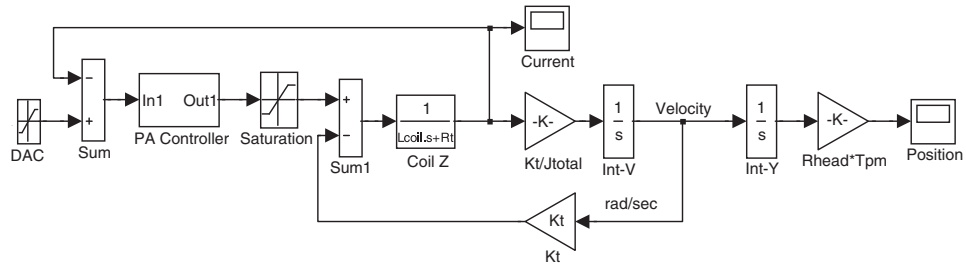 Current
−
+
Sum
DAC
In1 Out1
PA Controller
Saturation
+
−
Sum1
1
Lcoil.s+Rt
Coil Z
-K-
Kt/Jtotal
1
s
Int-V
Velocity
1
s
Int-Y
-K-
Rhead*Tpm
Position
rad/sec
Kt
Kt